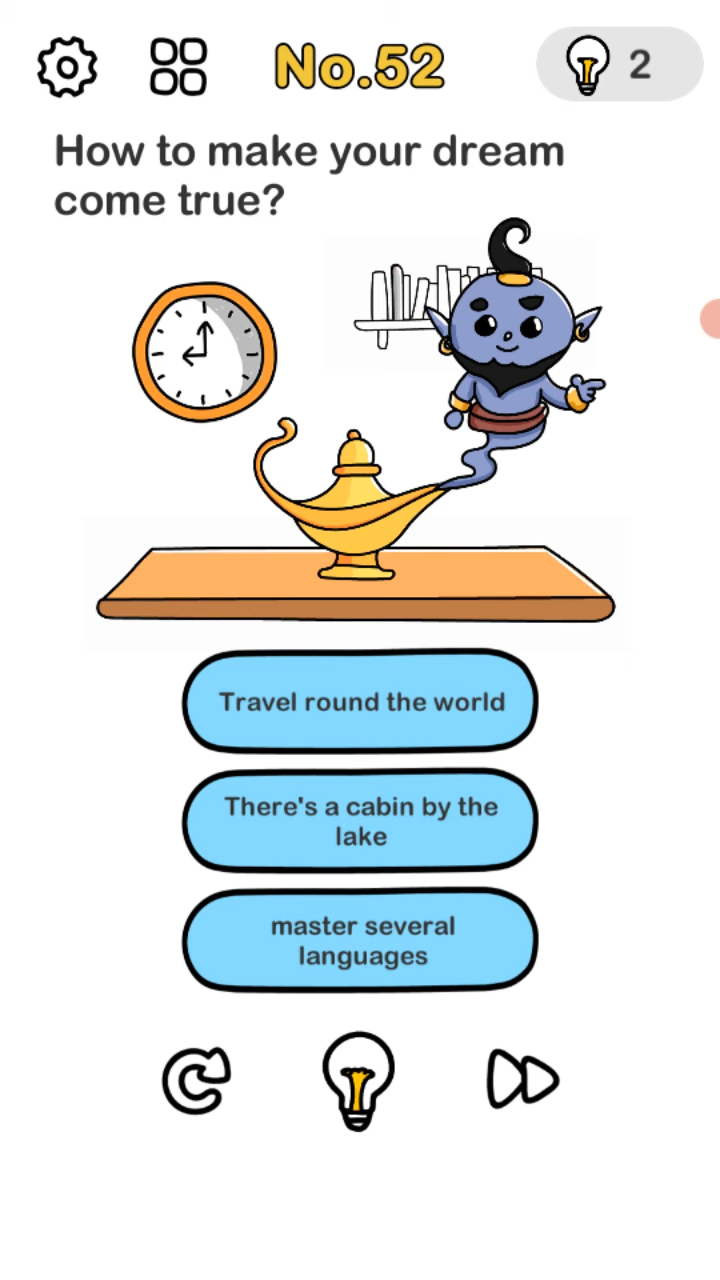 No.52
2
How to make your dream
come true?
Travel round the world
There's a cabin by the
lake
master several
languages